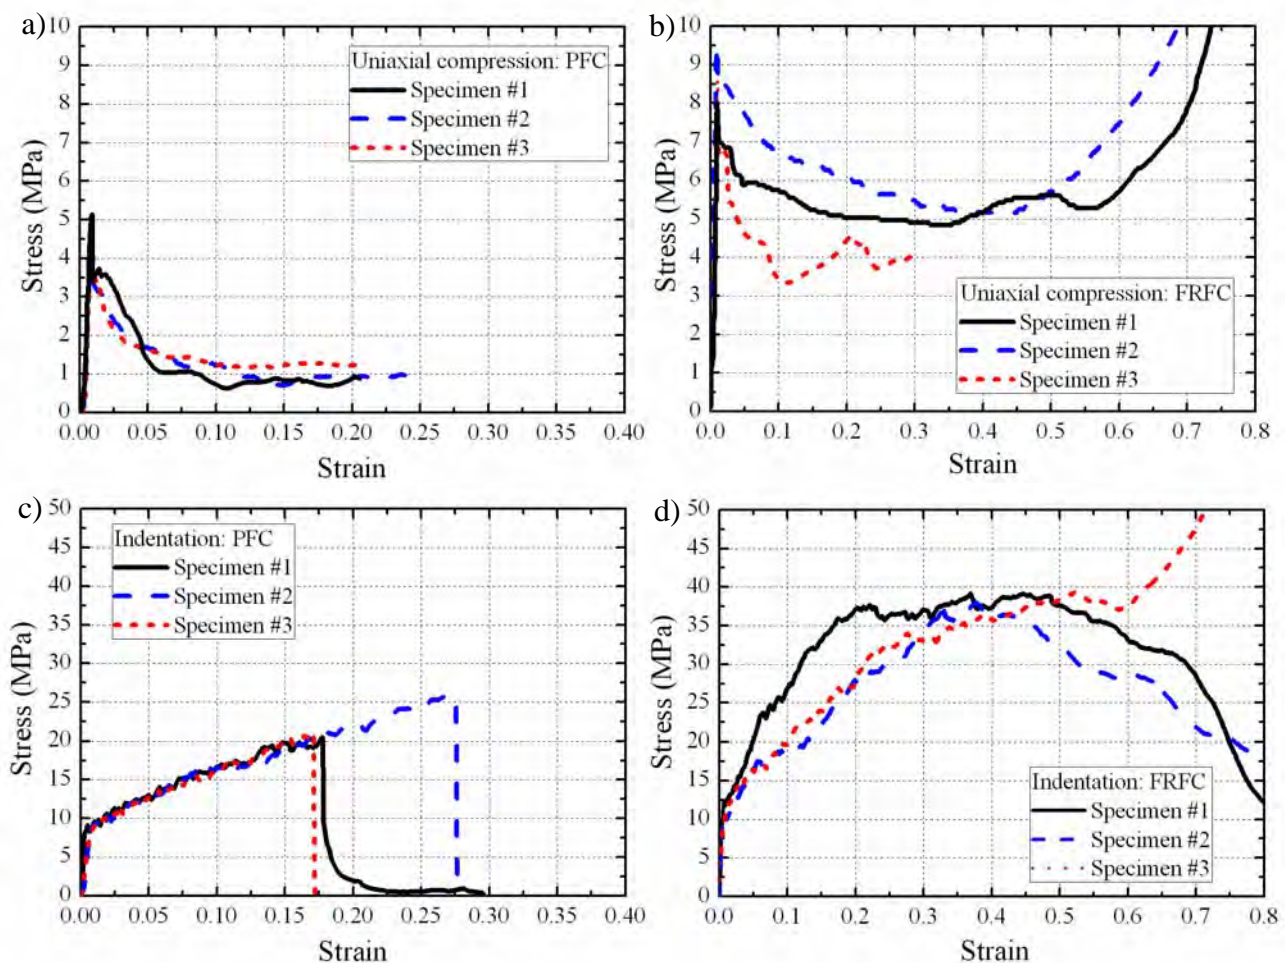 a)
10
9
8
7
6
5
4
3
2
1
0
Stress (MPa)
Uniaxial compression: PFC
Specimen #1
Specimen #2
Specimen #3
0.00 0.05 0.10 0.15 0.20 0.25 0.30 0.35 0.40
Strain
b)
10
9
8
7
6
5
4
3
2
1
0
Stress (MPa)
Uniaxial compression: FRFC
Specimen #1
Specimen #2
Specimen #3
0.0 0.1 0.2 0.3 0.4 0.5 0.6 0.7 0.8
Strain
c)
50
45
40
35
30
25
20
15
10
5
0
Stress (MPa)
Indentation: PFC
Specimen #1
Specimen #2
Specimen #3
0.00 0.05 0.10 0.15 0.20 0.25 0.30 0.35 0.40
Strain
d)
50
45
40
35
30
25
20
15
10
5
0
Stress (MPa)
Indentation: FRFC
Specimen #1
Specimen #2
Specimen #3
0.0 0.1 0.2 0.3 0.4 0.5 0.6 0.7 0.8
Strain